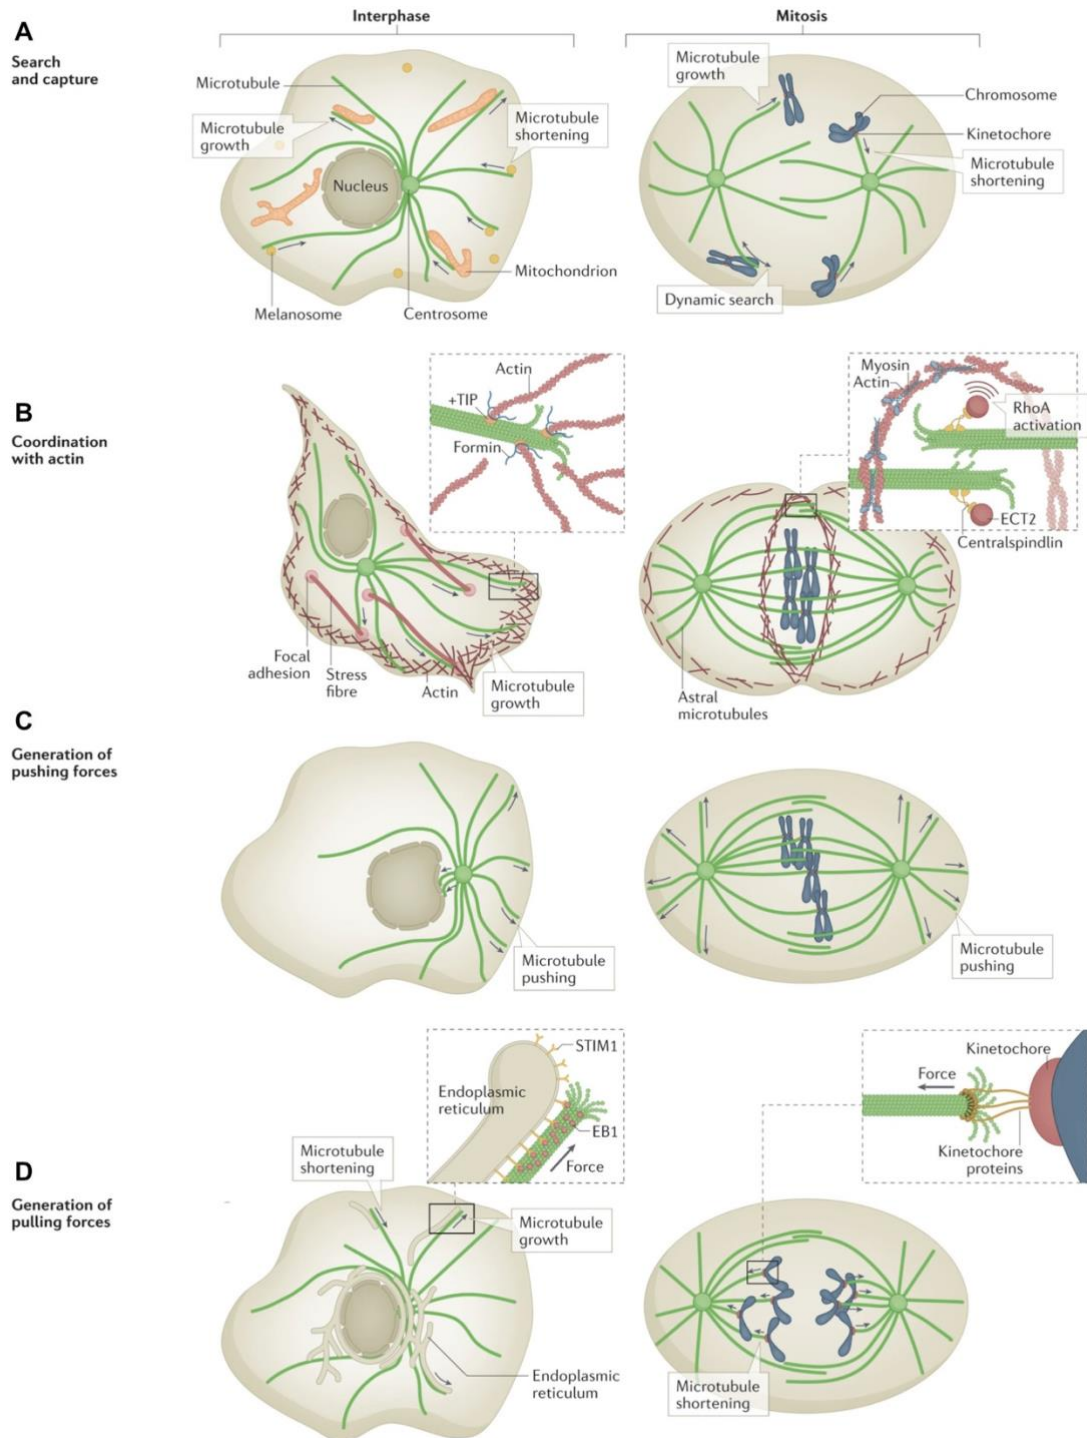 Interphase
Mitosis
A
Search
and capture
Microtubule
Microtubule
growth
Microtubule
shortening
Nucleus
Mitochondrion
Melanosome
Centrosome
Microtubule
growth
Chromosome
Kinetochore
Microtubule
shortening
Dynamic search
B
Coordination
with actin
Actin
+TIP
Formin
Focal
adhesion
Stress
fibre
Actin
Microtubule
growth
Myosin
Actin
RhoA
activation
ECT2
Centralspindlin
Astral
microtubules
C
Generation of
pushing forces
Microtubule
pushing
Microtubule
pushing
D
Generation of
pulling forces
STIM1
Endoplasmic
reticulum
EB1
Force
Microtubule
shortening
Microtubule
growth
Endoplasmic
reticulum
Kinetochore
Force
Kinetochore
proteins
Microtubule
shortening